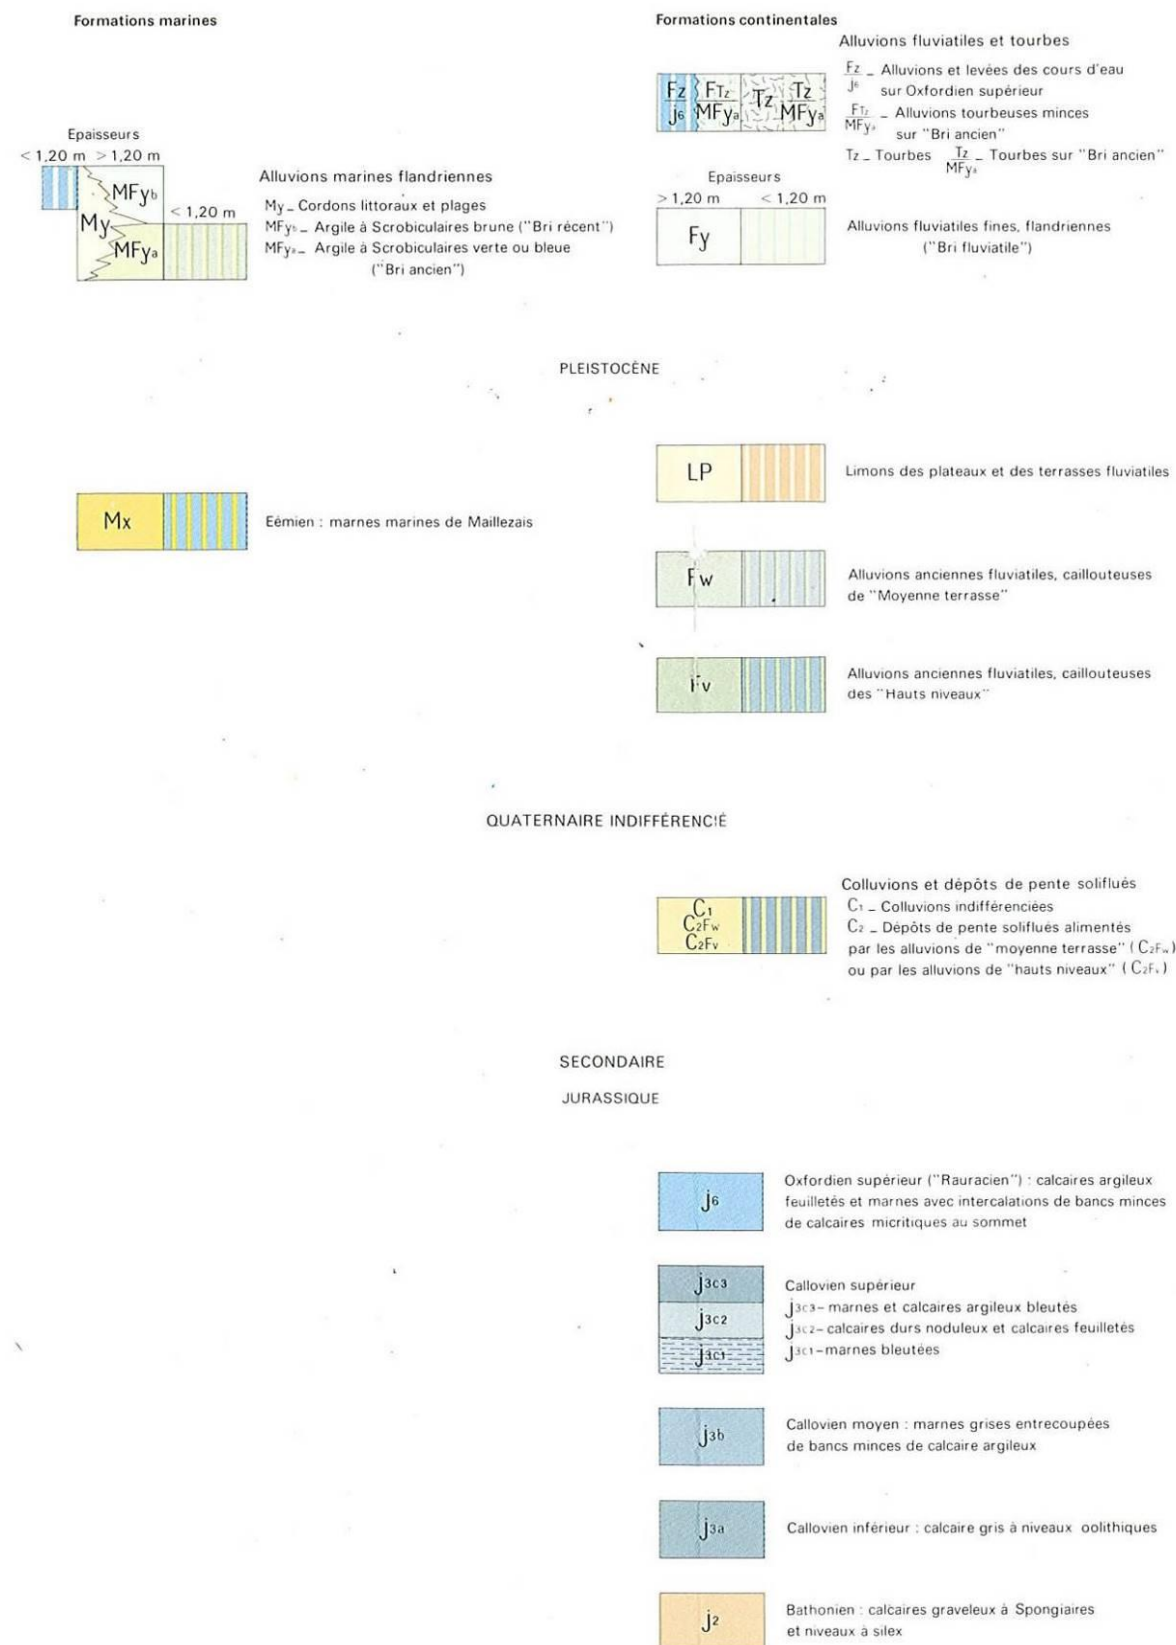 Formations marines
Epaisseurs
< 1,20 m > 1,20 m
MFyb
< 1,20 m
My
MFya
Alluvions marines flandriennes
My _ Cordons littoraux et plages
MFyb _ Argile à Scrobiculaires brune ("Bri récent")
MFya _ Argile à Scrobiculaires verte ou bleue
("Bri ancien")
Formations continentales
Alluvions fluviatiles et tourbes
Fz/j6 FTz/MFya Tz Tz/MFya
Fz/j6 _ Alluvions et levées des cours d'eau
sur Oxfordien supérieur
FTz/MFya _ Alluvions tourbeuses minces
sur "Bri ancien"
Tz _ Tourbes Tz/MFya _ Tourbes sur "Bri ancien"
Epaisseurs
> 1,20 m < 1,20 m
Fy
Alluvions fluviatiles fines, flandriennes
("Bri fluviatile")
PLEISTOCÈNE
Mx
Eémien : marnes marines de Maillezais
LP
Limons des plateaux et des terrasses fluviatiles
Fw
Alluvions anciennes fluviatiles, caillouteuses
de "Moyenne terrasse"
Fv
Alluvions anciennes fluviatiles, caillouteuses
des "Hauts niveaux"
QUATERNAIRE INDIFFÉRENCIÉ
C1
C2Fw
C2Fv
Colluvions et dépôts de pente soliflués
C1 _ Colluvions indifférenciées
C2 _ Dépôts de pente soliflués alimentés
par les alluvions de "moyenne terrasse" (C2Fw)
ou par les alluvions de "hauts niveaux" (C2Fv)
SECONDAIRE
JURASSIQUE
j6
Oxfordien supérieur ("Rauracien") : calcaires argileux
feuilletés et marnes avec intercalations de bancs minces
de calcaires micritiques au sommet
j3c3
j3c2
j3c1
Callovien supérieur
j3c3 – marnes et calcaires argileux bleutés
j3c2 – calcaires durs noduleux et calcaires feuilletés
j3c1 – marnes bleutées
j3b
Callovien moyen : marnes grises entrecoupées
de bancs minces de calcaire argileux
j3a
Callovien inférieur : calcaire gris à niveaux oolithiques
j2
Bathonien : calcaires graveleux à Spongiaires
et niveaux à silex